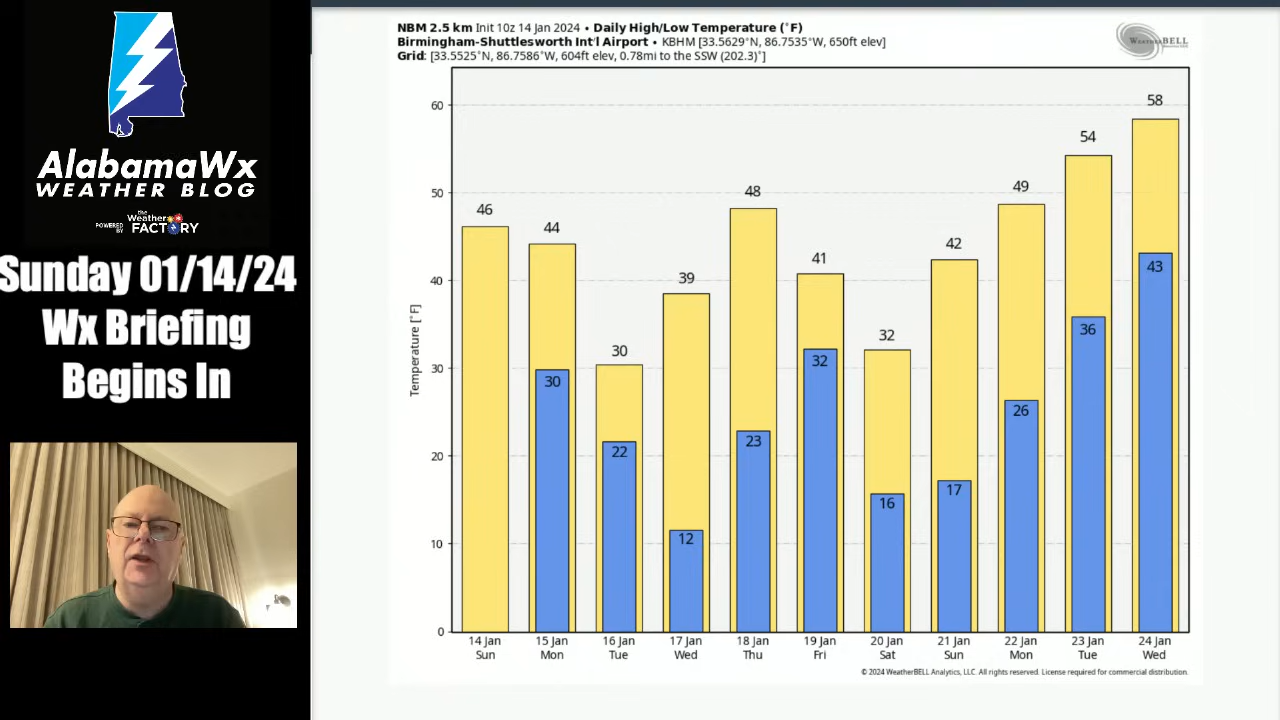 AlabamaWx
WEATHER BLOG
POWERED BY the Weather FACTORY
Sunday 01/14/24
Wx Briefing
Begins In
NBM 2.5 km Init 10z 14 Jan 2024 • Daily High/Low Temperature (°F)
Birmingham-Shuttlesworth Int'l Airport • KBHM [33.5629°N, 86.7535°W, 650ft elev]
Grid: [33.5525°N, 86.7586°W, 604ft elev, 0.78mi to the SSW (202.3)°]
WEATHERBELL
Temperature [°F]
60
50
40
30
20
10
0
46
44
30
39
48
41
32
42
49
54
58
30
22
12
23
32
16
17
26
36
43
14 Jan 15 Jan 16 Jan 17 Jan 18 Jan 19 Jan 20 Jan 21 Jan 22 Jan 23 Jan 24 Jan
Sun Mon Tue Wed Thu Fri Sat Sun Mon Tue Wed
© 2024 WeatherBELL Analytics, LLC. All rights reserved. License required for commercial distribution.